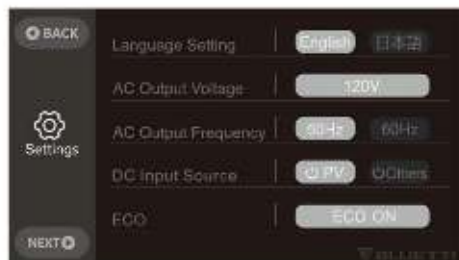 BACK
Language Setting English 日本語
AC Output Voltage 120V
AC Output Frequency 50Hz 60Hz
Settings
DC Input Source PV Others
ECO ECO ON
NEXT
BLUETTI